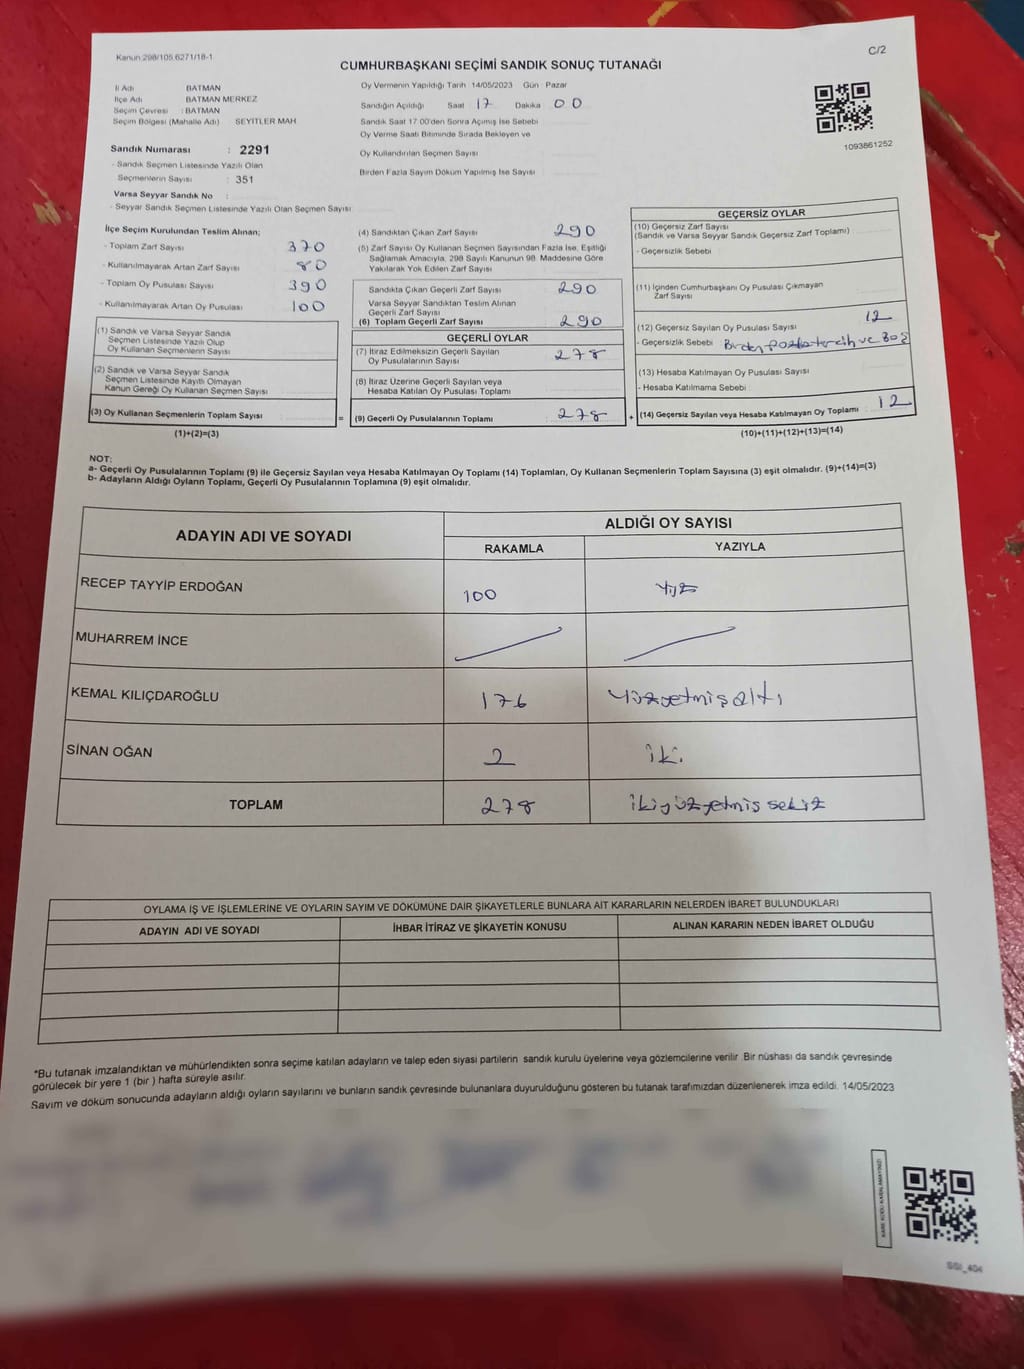 Kanun:298/105,6271/18-1
C/2
CUMHURBAŞKANI SEÇİMİ SANDIK SONUÇ TUTANAĞI
İl Adı BATMAN
İlçe Adı BATMAN MERKEZ
Seçim Çevresi : BATMAN
Seçim Bölgesi (Mahalle Adı) SEYİTLER MAH
Sandık Numarası : 2291
- Sandık Seçmen Listesinde Yazılı Olan
Seçmenlerin Sayısı : 351
Varsa Seyyar Sandık No :
- Seyyar Sandık Seçmen Listesinde Yazılı Olan Seçmen Sayısı:
Oy Vermenin Yapıldığı Tarih 14/05/2023 Gün Pazar
Sandığın Açıldığı Saat 17 Dakika 00
Sandık Saat 17:00'den Sonra Açımış İse Sebebi
Oy Verme Saati Bitiminde Sırada Bekleyen ve
Oy Kullandırılan Seçmen Sayısı
Birden Fazla Sayım Döküm Yapılmış İse Sayısı
1093861252
İlçe Seçim Kurulundan Teslim Alınan;
- Toplam Zarf Sayısı 370
- Kullanılmayarak Artan Zarf Sayısı 80
- Toplam Oy Pusulası Sayısı 390
- Kullanılmayarak Artan Oy Pusulası 100
(1) Sandık ve Varsa Seyyar Sandık
Seçmen Listesinde Yazılı Olup
Oy Kullanan Seçmenlerin Sayısı
(2) Sandık ve Varsa Seyyar Sandık
Seçmen Listesinde Kayıtlı Olmayan
Kanun Gereği Oy Kullanan Seçmen Sayısı
(3) Oy Kullanan Seçmenlerin Toplam Sayısı
(1)+(2)=(3)
=
(4) Sandıktan Çıkan Zarf Sayısı 290
(5) Zarf Sayısı Oy Kullanan Seçmen Sayısından Fazla İse, Eşitliği
Sağlamak Amacıyla, 298 Sayılı Kanunun 98. Maddesine Göre
Yakılarak Yok Edilen Zarf Sayısı
Sandıkta Çıkan Geçerli Zarf Sayısı 290
Varsa Seyyar Sandıktan Teslim Alınan
Geçerli Zarf Sayısı
(6) Toplam Geçerli Zarf Sayısı 290
GEÇERLİ OYLAR
(7) İtiraz Edilmeksizin Geçerli Sayılan
Oy Pusulalarının Sayısı 278
(8) İtiraz Üzerine Geçerli Sayılan veya
Hesaba Katılan Oy Pusulası Toplamı
(9) Geçerli Oy Pusulalarının Toplamı 278
+
GEÇERSİZ OYLAR
(10) Geçersiz Zarf Sayısı
(Sandık ve Varsa Seyyar Sandık Geçersiz Zarf Toplamı)
- Geçersizlik Sebebi
(11) İçinden Cumhurbaşkanı Oy Pusulası Çıkmayan
Zarf Sayısı
(12) Geçersiz Sayılan Oy Pusulası Sayısı 12
- Geçersizlik Sebebi Birden fazla tercih ve Boş
(13) Hesaba Katılmayan Oy Pusulası Sayısı
- Hesaba Katılmama Sebebi
(14) Geçersiz Sayılan veya Hesaba Katılmayan Oy Toplamı 12
(10)+(11)+(12)+(13)=(14)
NOT:
a- Geçerli Oy Pusulalarının Toplamı (9) ile Geçersiz Sayılan veya Hesaba Katılmayan Oy Toplamı (14) Toplamları, Oy Kullanan Seçmenlerin Toplam Sayısına (3) eşit olmalıdır. (9)+(14)=(3)
b- Adayların Aldığı Oyların Toplamı, Geçerli Oy Pusulalarının Toplamına (9) eşit olmalıdır.
ADAYIN ADI VE SOYADI ALDIĞI OY SAYISI
RAKAMLA YAZIYLA
RECEP TAYYİP ERDOĞAN 100 yüz
MUHARREM İNCE
KEMAL KILIÇDAROĞLU 176 yüzyetmişaltı
SİNAN OĞAN 2 iki
TOPLAM 278 ikiyüzyetmiş sekiz
OYLAMA İŞ VE İŞLEMLERİNE VE OYLARIN SAYIM VE DÖKÜMÜNE DAİR ŞİKAYETLERLE BUNLARA AİT KARARLARIN NELERDEN İBARET BULUNDUKLARI
ADAYIN ADI VE SOYADI İHBAR İTİRAZ VE ŞİKAYETİN KONUSU ALINAN KARARIN NEDEN İBARET OLDUĞU
*Bu tutanak imzalandıktan ve mühürlendikten sonra seçime katılan adayların ve talep eden siyasi partilerin sandık kurulu üyelerine veya gözlemcilerine verilir. Bir nüshası da sandık çevresinde
görülecek bir yere 1 (bir ) hafta süreyle asılır.
Sayım ve döküm sonucunda adayların aldığı oyların sayılarını ve bunların sandık çevresinde bulunanlara duyurulduğunu gösteren bu tutanak tarafımızdan düzenlenerek imza edildi. 14/05/2023
KARE KODU KARALAMAYINIZ!
SSI_404